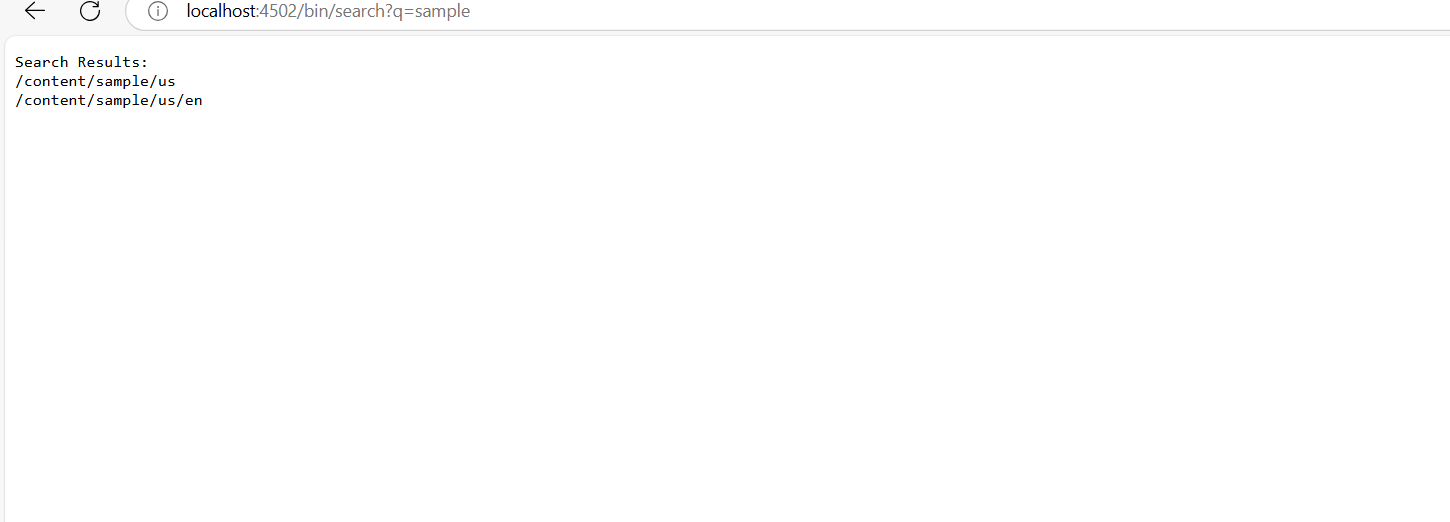 localhost:4502/bin/search?q=sample
Search Results:
/content/sample/us
/content/sample/us/en